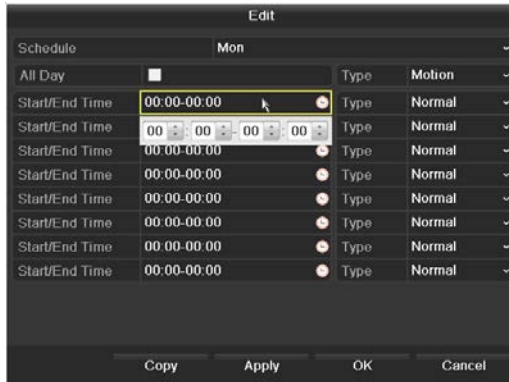 Edit
Schedule Mon
All Day Type Motion
Start/End Time 00:00-00:00 Type Normal
Start/End Time 00 : 00 - 00 : 00 Type Normal
Start/End Time 00:00-00:00 Type Normal
Start/End Time 00:00-00:00 Type Normal
Start/End Time 00:00-00:00 Type Normal
Start/End Time 00:00-00:00 Type Normal
Start/End Time 00:00-00:00 Type Normal
Start/End Time 00:00-00:00 Type Normal
Copy Apply OK Cancel